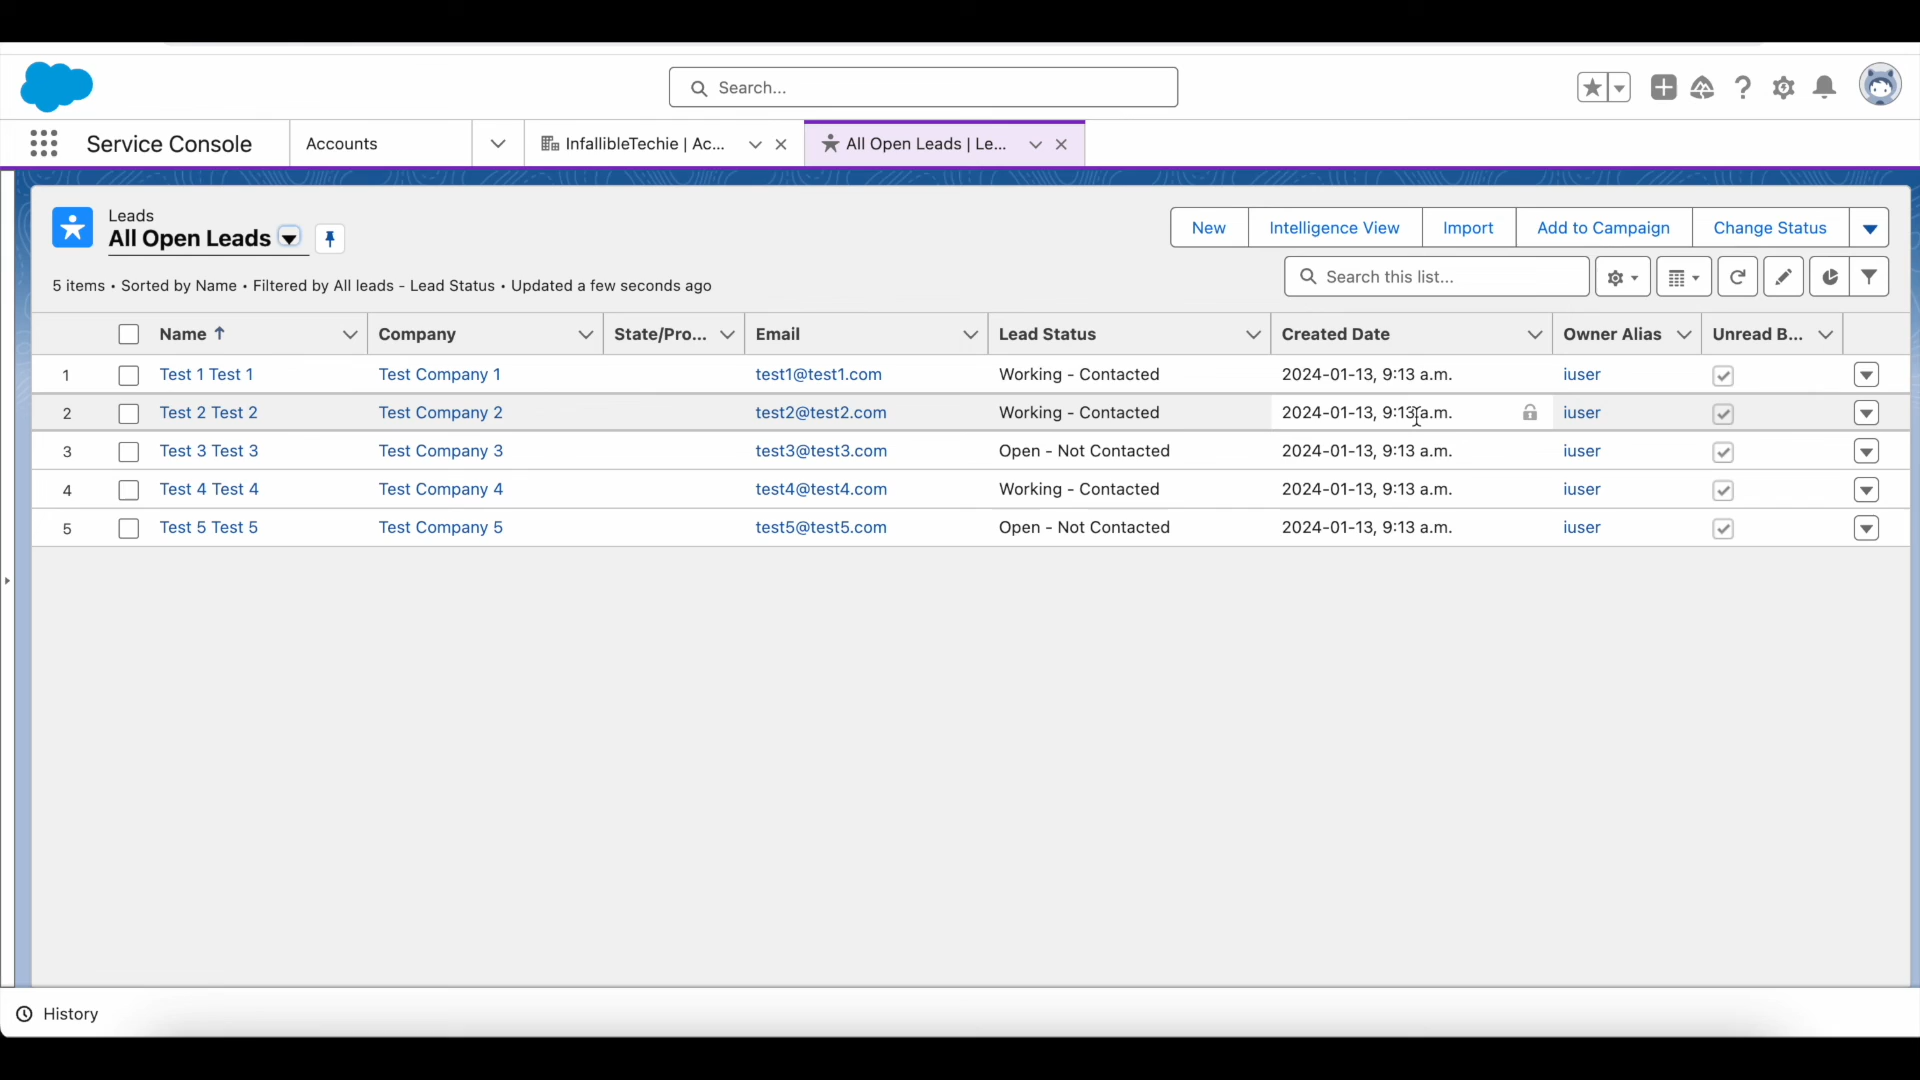 Search...
Service Console
Accounts
InfallibleTechie | Ac...
All Open Leads | Le...
Leads
All Open Leads
New
Intelligence View
Import
Add to Campaign
Change Status
5 items • Sorted by Name • Filtered by All leads - Lead Status • Updated a few seconds ago
Search this list...
Name Company State/Pro... Email Lead Status Created Date Owner Alias Unread B...
1 Test 1 Test 1 Test Company 1 test1@test1.com Working - Contacted 2024-01-13, 9:13 a.m. iuser
2 Test 2 Test 2 Test Company 2 test2@test2.com Working - Contacted 2024-01-13, 9:13 a.m. iuser
3 Test 3 Test 3 Test Company 3 test3@test3.com Open - Not Contacted 2024-01-13, 9:13 a.m. iuser
4 Test 4 Test 4 Test Company 4 test4@test4.com Working - Contacted 2024-01-13, 9:13 a.m. iuser
5 Test 5 Test 5 Test Company 5 test5@test5.com Open - Not Contacted 2024-01-13, 9:13 a.m. iuser
History